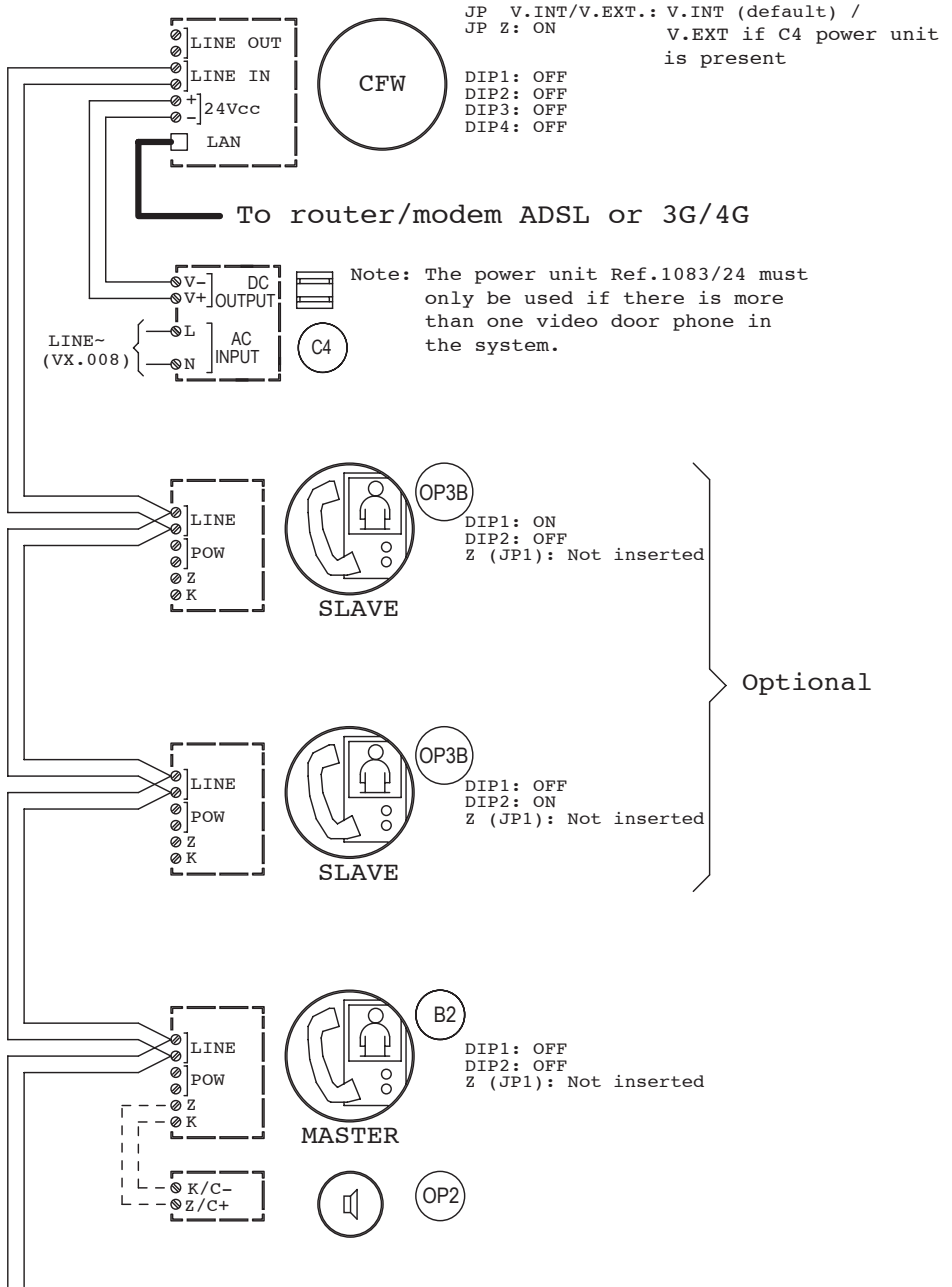 JP V.INT/V.EXT.: V.INT (default) /
V.EXT if C4 power unit
is present
JP Z: ON
DIP1: OFF
DIP2: OFF
DIP3: OFF
DIP4: OFF
LINE OUT
LINE IN
+
-
24Vcc
LAN
CFW
To router/modem ADSL or 3G/4G
V-
V+
DC
OUTPUT
L
N
AC
INPUT
LINE~
(VX.008)
C4
Note: The power unit Ref.1083/24 must
only be used if there is more
than one video door phone in
the system.
LINE
POW
Z
K
SLAVE
OP3B
DIP1: ON
DIP2: OFF
Z (JP1): Not inserted
Optional
LINE
POW
Z
K
SLAVE
OP3B
DIP1: OFF
DIP2: ON
Z (JP1): Not inserted
LINE
POW
Z
K
MASTER
B2
DIP1: OFF
DIP2: OFF
Z (JP1): Not inserted
K/C-
Z/C+
OP2